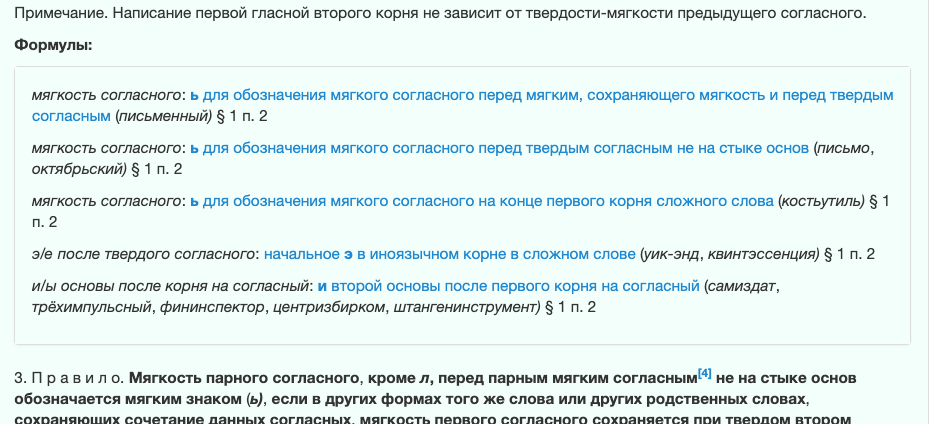 Примечание. Написание первой гласной второго корня не зависит от твердости-мягкости предыдущего согласного.
Формулы:
мягкость согласного: ь для обозначения мягкого согласного перед мягким, сохраняющего мягкость и перед твердым
согласным (письменный) § 1 п. 2
мягкость согласного: ь для обозначения мягкого согласного перед твердым согласным не на стыке основ (письмо,
октябрьский) § 1 п. 2
мягкость согласного: ь для обозначения мягкого согласного на конце первого корня сложного слова (костьутиль) § 1
п. 2
э/е после твердого согласного: начальное э в иноязычном корне в сложном слове (уик-энд, квинтэссенция) § 1 п. 2
и/ы основы после корня на согласный: и второй основы после первого корня на согласный (самиздат,
трёхимпульсный, фининспектор, центризбирком, штангенинструмент) § 1 п. 2
3. П р а в и л о. Мягкость парного согласного, кроме л, перед парным мягким согласным[4] не на стыке основ
обозначается мягким знаком (ь), если в других формах того же слова или других родственных словах,
сохраняющих сочетание данных согласных, мягкость первого согласного сохраняется при твердом втором